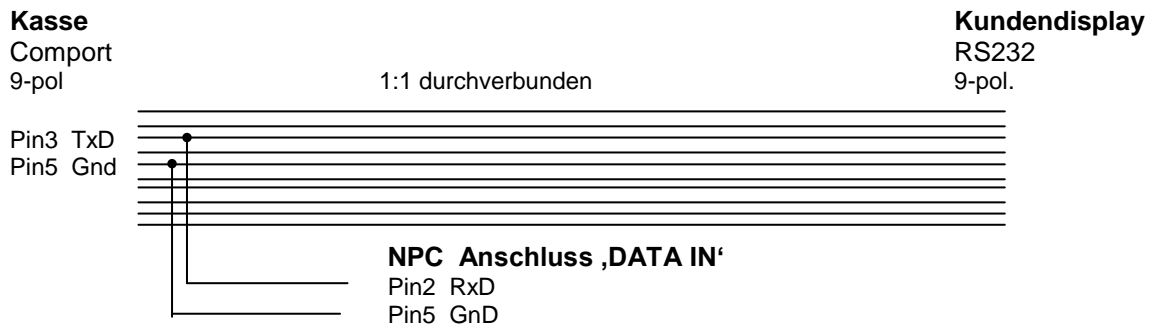 Kasse
Comport
9-pol
1:1 durchverbunden
Kundendisplay
RS232
9-pol.
Pin3 TxD
Pin5 Gnd
NPC Anschluss ‚DATA IN‘
Pin2 RxD
Pin5 GnD